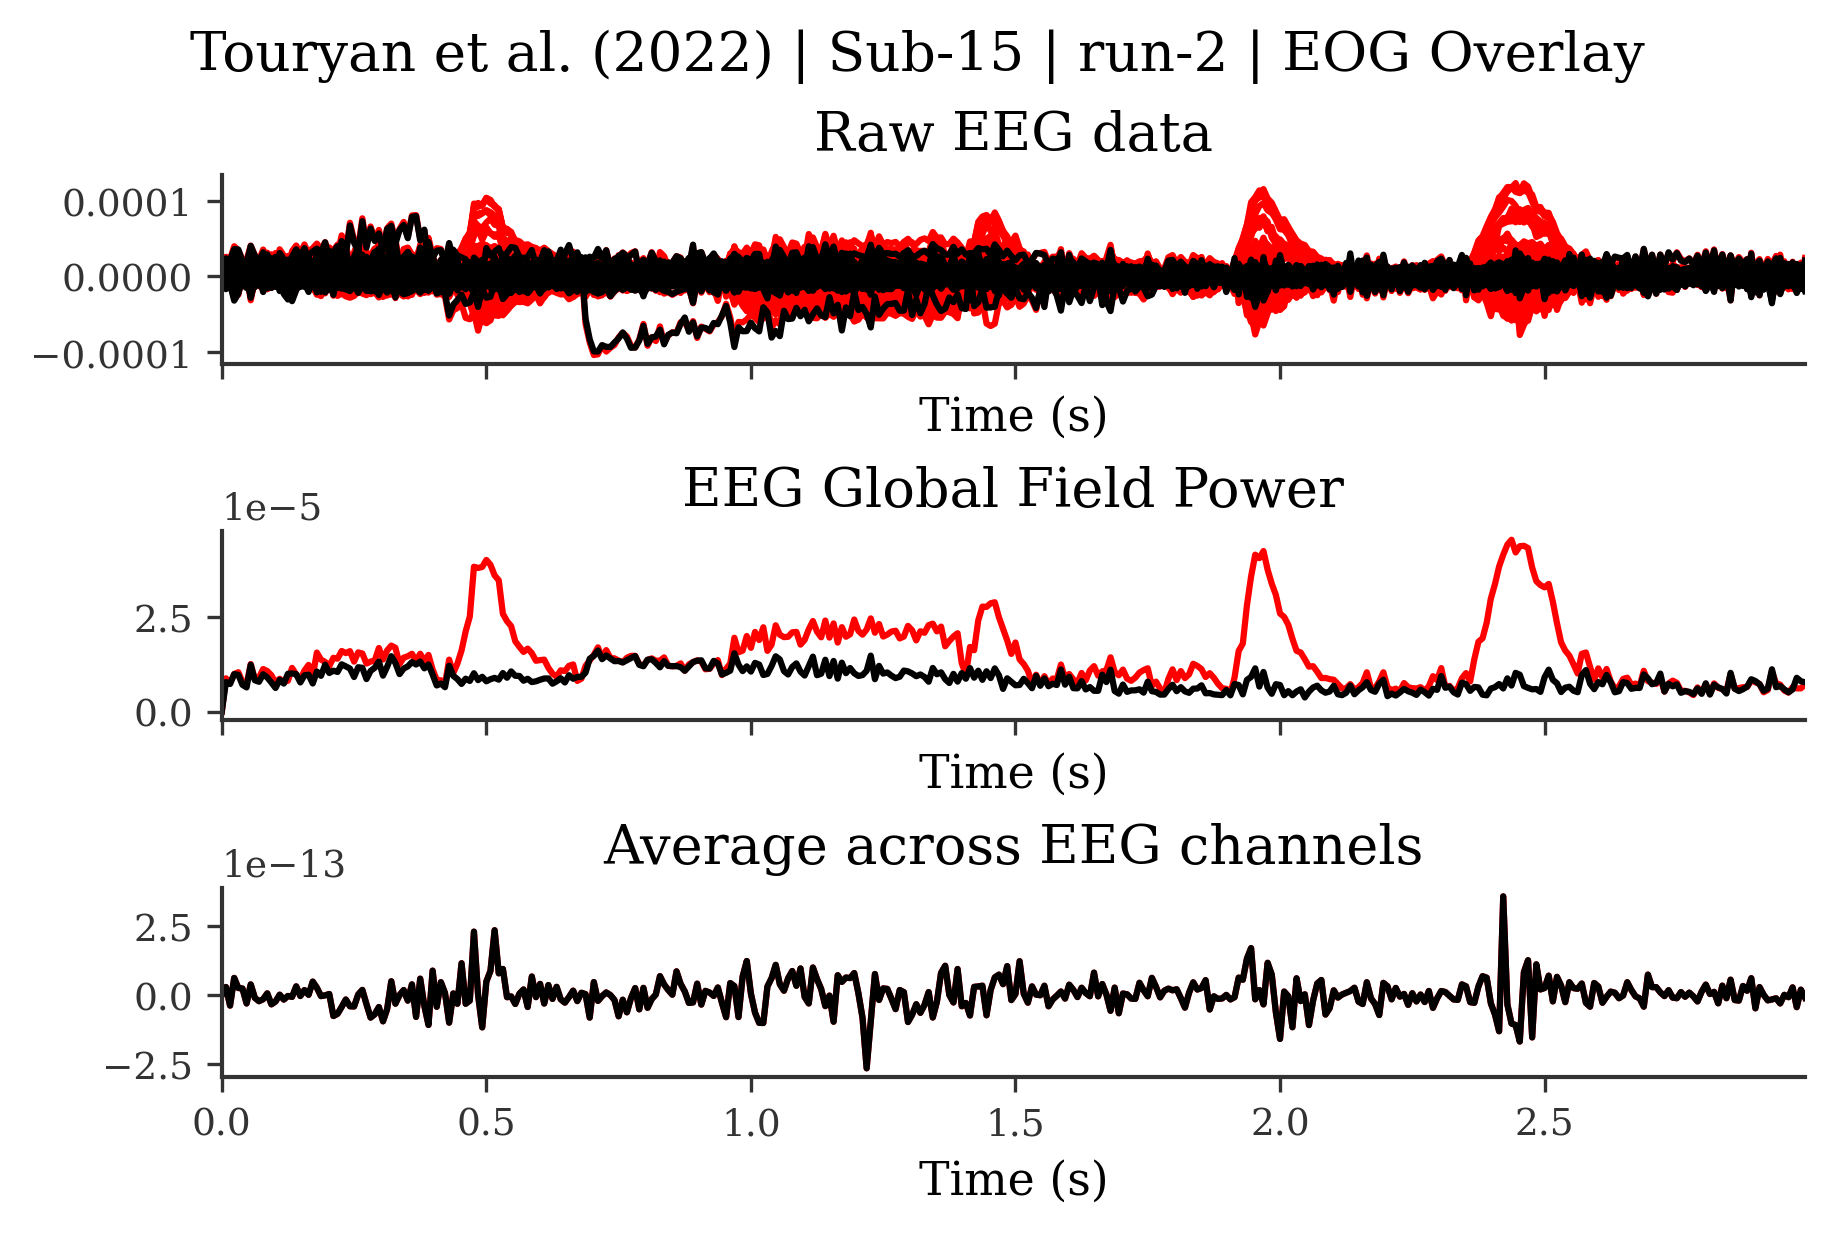 Touryan et al. (2022) | Sub-15 | run-2 | EOG Overlay
Raw EEG data
0.0001
0.0000
−0.0001
Time (s)
EEG Global Field Power
1e−5
2.5
0.0
Time (s)
Average across EEG channels
1e−13
2.5
0.0
−2.5
0.0 0.5 1.0 1.5 2.0 2.5
Time (s)